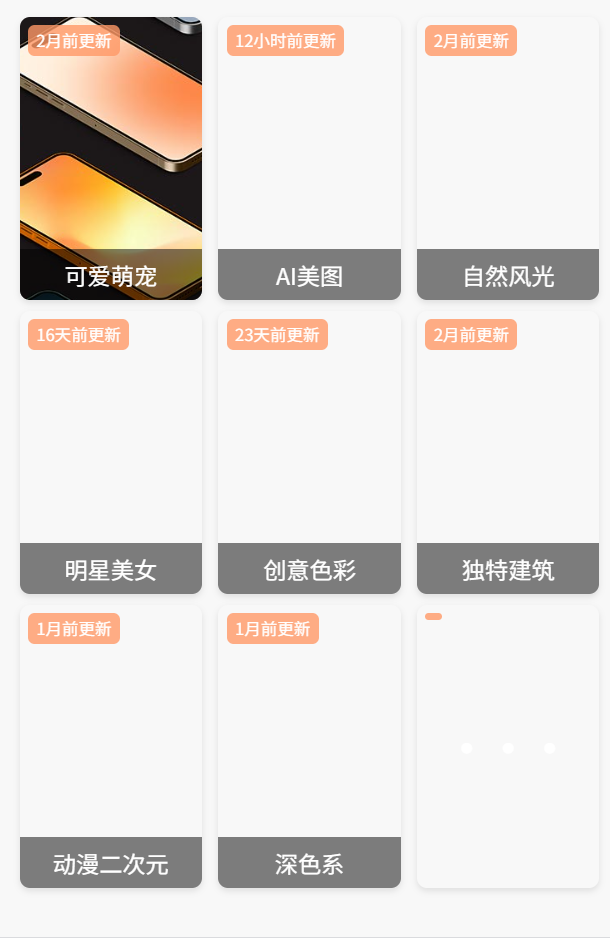 2月前更新
12小时前更新
2月前更新
可爱萌宠
AI美图
自然风光
16天前更新
23天前更新
2月前更新
明星美女
创意色彩
独特建筑
1月前更新
1月前更新
动漫二次元
深色系